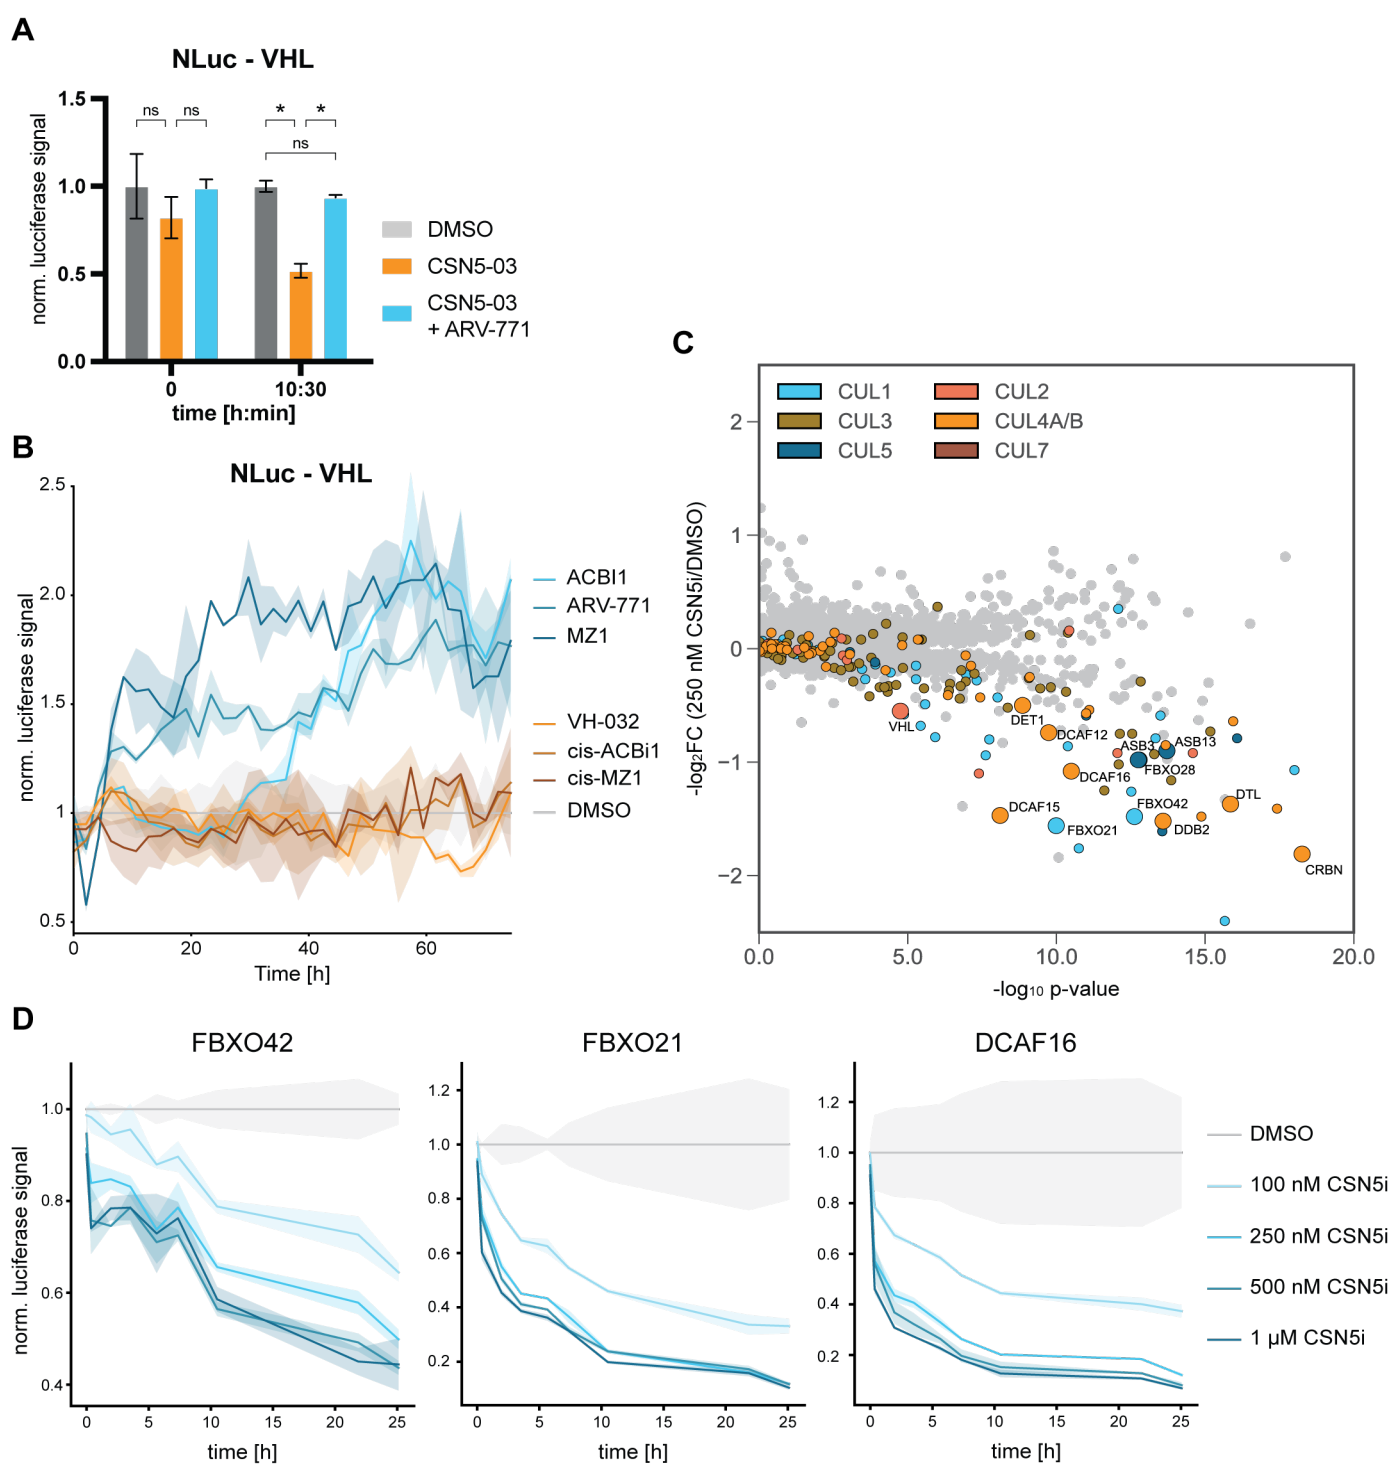 A
NLuc - VHL
norm. lucciferase signal
1.5
1.0
0.5
0.0
ns
ns
*
*
ns
0
10:30
time [h:min]
DMSO
CSN5-03
CSN5-03
+ ARV-771
B
NLuc - VHL
norm. luciferase signal
2.5
2.0
1.5
1
0.5
0
20
40
60
Time [h]
ACBI1
ARV-771
MZ1
VH-032
cis-ACBi1
cis-MZ1
DMSO
C
CUL1
CUL2
CUL3
CUL4A/B
CUL5
CUL7
-log₂FC (250 nM CSN5i/DMSO)
2
1
0
−1
−2
VHL
DET1
DCAF12
ASB3
ASB13
FBXO28
DCAF16
DCAF15
FBXO21
FBXO42
DDB2
DTL
CRBN
0.0
5.0
10.0
15.0
20.0
-log₁₀ p-value
D
FBXO42
norm. luciferase signal
1.0
0.8
0.6
0.4
0
5
10
15
20
25
time [h]
FBXO21
1.2
1.0
0.8
0.6
0.4
0.2
0
5
10
15
20
25
time [h]
DCAF16
1.2
1.0
0.8
0.6
0.4
0.2
0
5
10
15
20
25
time [h]
DMSO
100 nM CSN5i
250 nM CSN5i
500 nM CSN5i
1 µM CSN5i